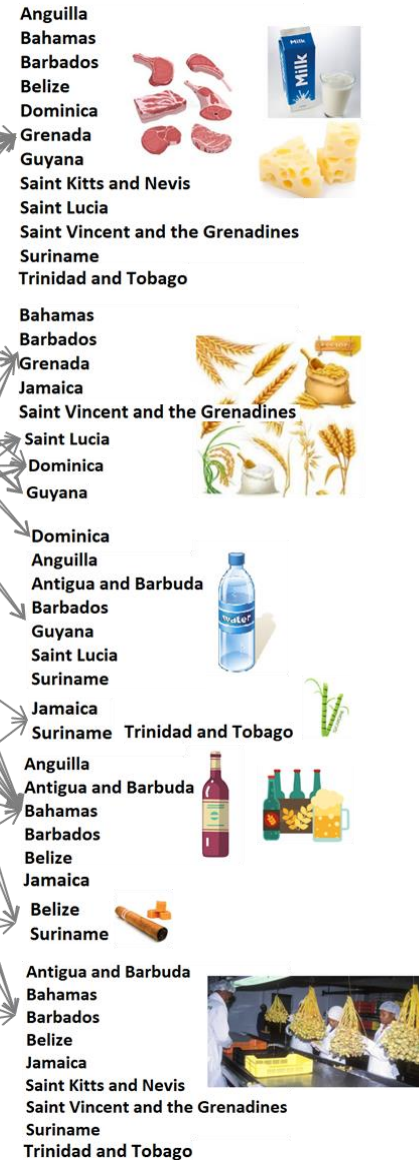 Anguilla
Bahamas
Barbados
Belize
Dominica
Grenada
Guyana
Saint Kitts and Nevis
Saint Lucia
Saint Vincent and the Grenadines
Suriname
Trinidad and Tobago
Milk
Milk
Bahamas
Barbados
Grenada
Jamaica
Saint Vincent and the Grenadines
Saint Lucia
Dominica
Guyana
Dominica
Anguilla
Antigua and Barbuda
Barbados
Guyana
Saint Lucia
Suriname
water
Jamaica
Suriname Trinidad and Tobago
Anguilla
Antigua and Barbuda
Bahamas
Barbados
Belize
Jamaica
Belize
Suriname
Antigua and Barbuda
Bahamas
Barbados
Belize
Jamaica
Saint Kitts and Nevis
Saint Vincent and the Grenadines
Suriname
Trinidad and Tobago